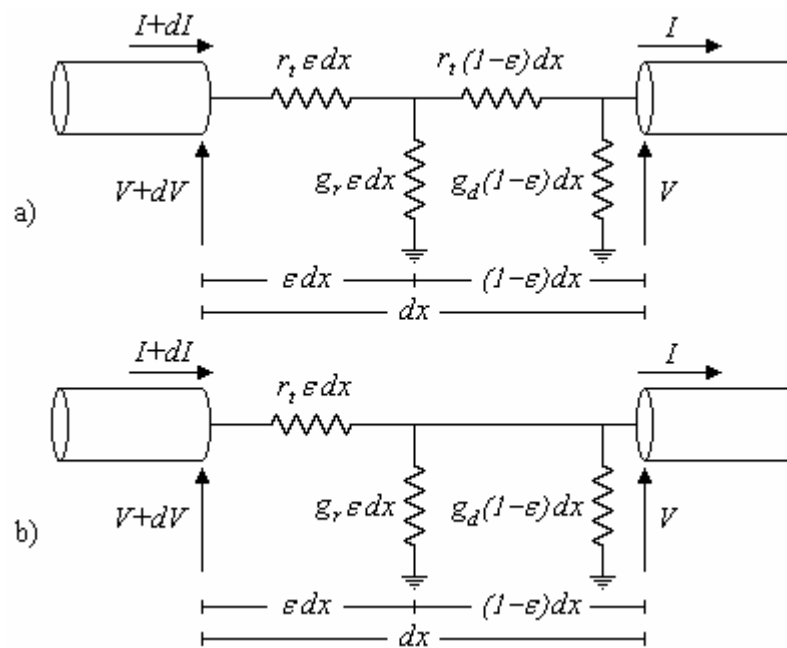 I+dI
I
r_t ε dx
r_t (1-ε) dx
g_r ε dx
g_d (1-ε) dx
V+dV
V
a)
ε dx
(1-ε) dx
dx
I+dI
I
r_t ε dx
g_r ε dx
g_d (1-ε) dx
V+dV
V
b)
ε dx
(1-ε) dx
dx